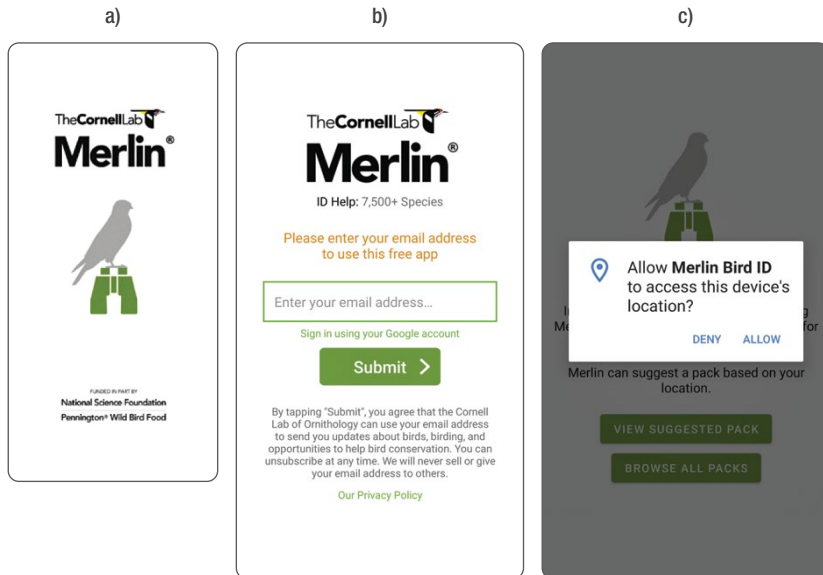 a)
TheCornellLab
Merlin®
FUNDED IN PART BY
National Science Foundation
Pennington® Wild Bird Food
b)
TheCornellLab
Merlin®
ID Help: 7,500+ Species
Please enter your email address
to use this free app
Enter your email address...
Sign in using your Google account
Submit >
By tapping "Submit", you agree that the Cornell
Lab of Ornithology can use your email address
to send you updates about birds, birding, and
opportunities to help bird conservation. You can
unsubscribe at any time. We will never sell or give
your email address to others.
Our Privacy Policy
c)
Allow Merlin Bird ID
to access this device's
location?
DENY ALLOW
for
Merlin can suggest a pack based on your
location.
VIEW SUGGESTED PACK
BROWSE ALL PACKS